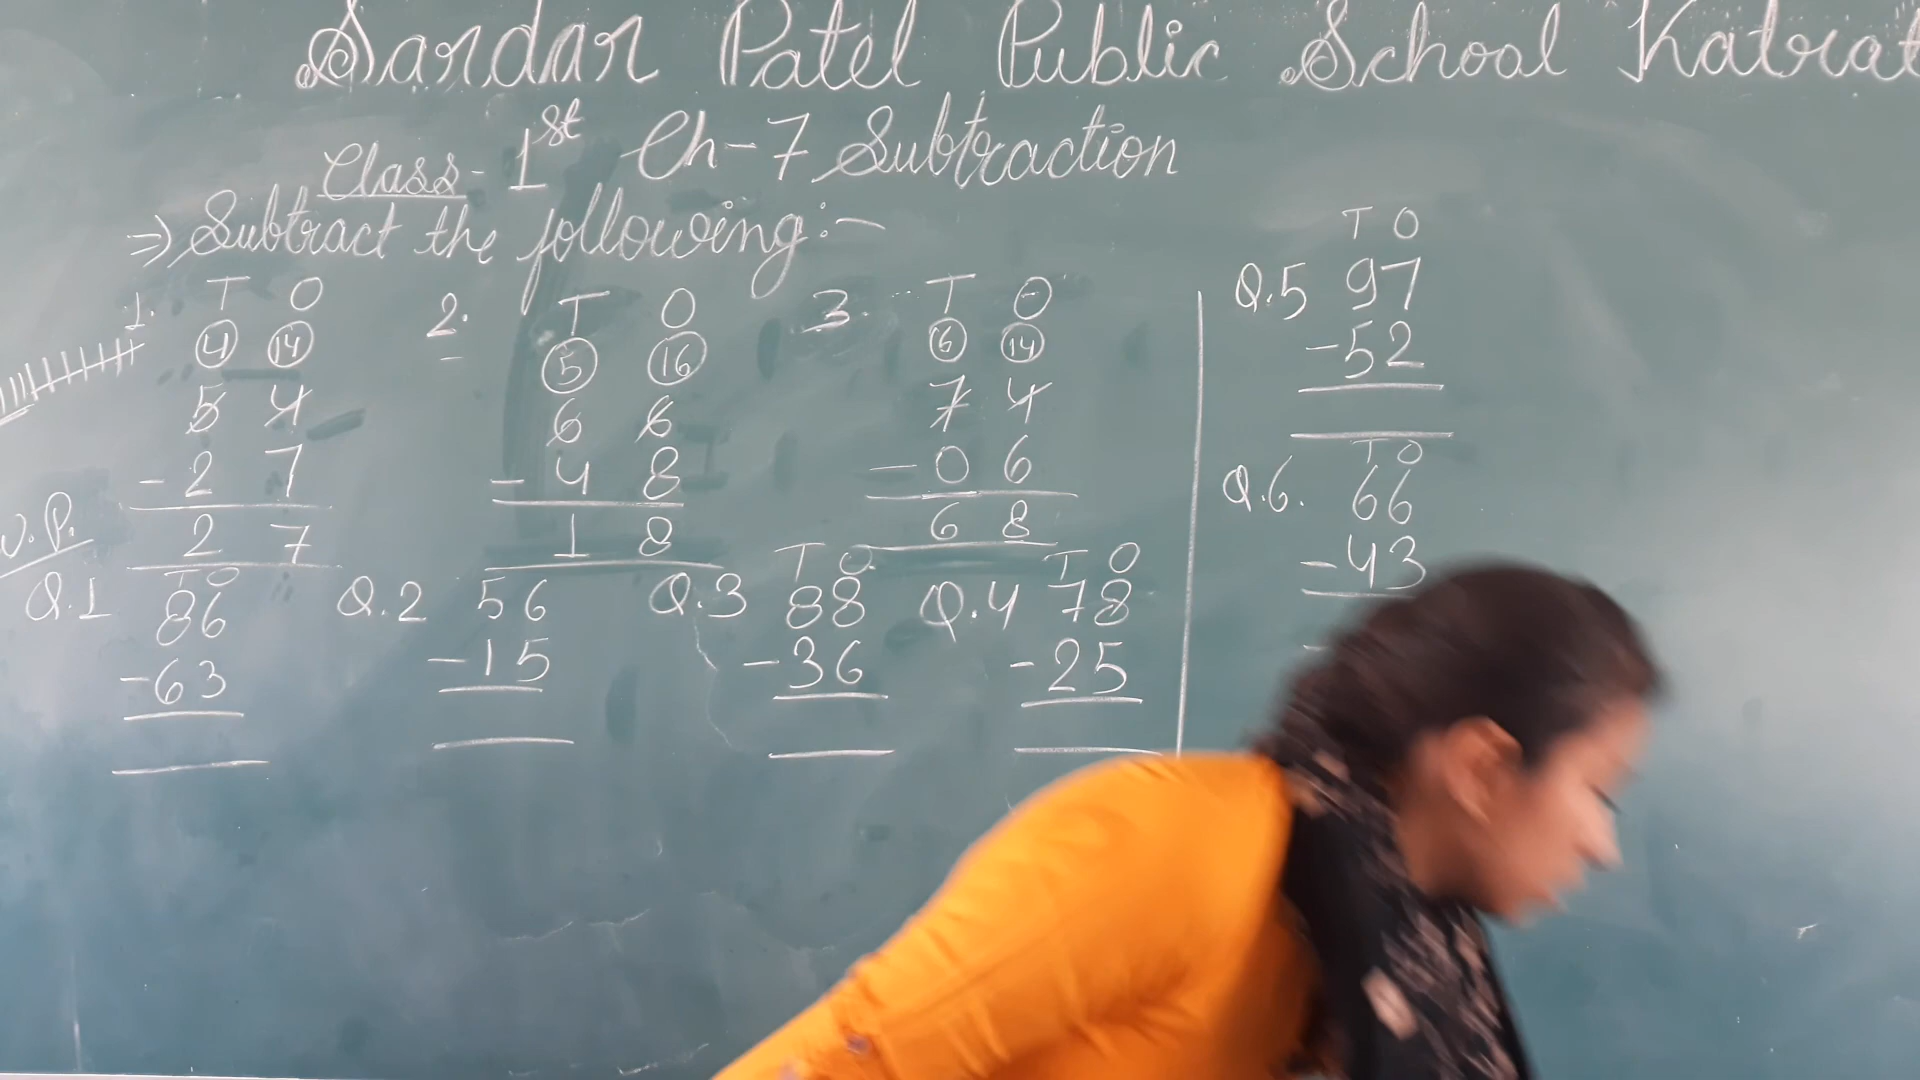 Sardar Patel Public School Katrat
Class- 1st Ch-7 Subtraction
⇒) Subtract the following:-
1. T O
(4) (14)
5 4
- 2 7
2 7
2. T O
(5) (16)
6 6
- 4 8
1 8
3. T O
(6) (14)
7 4
- 0 6
6 8
Q.1 T O
86
-63
Q.2 56
-15
Q.3 T O
88
-36
Q.4 T O
78
-25
Q.5 T O
97
-52
Q.6. T O
66
-43